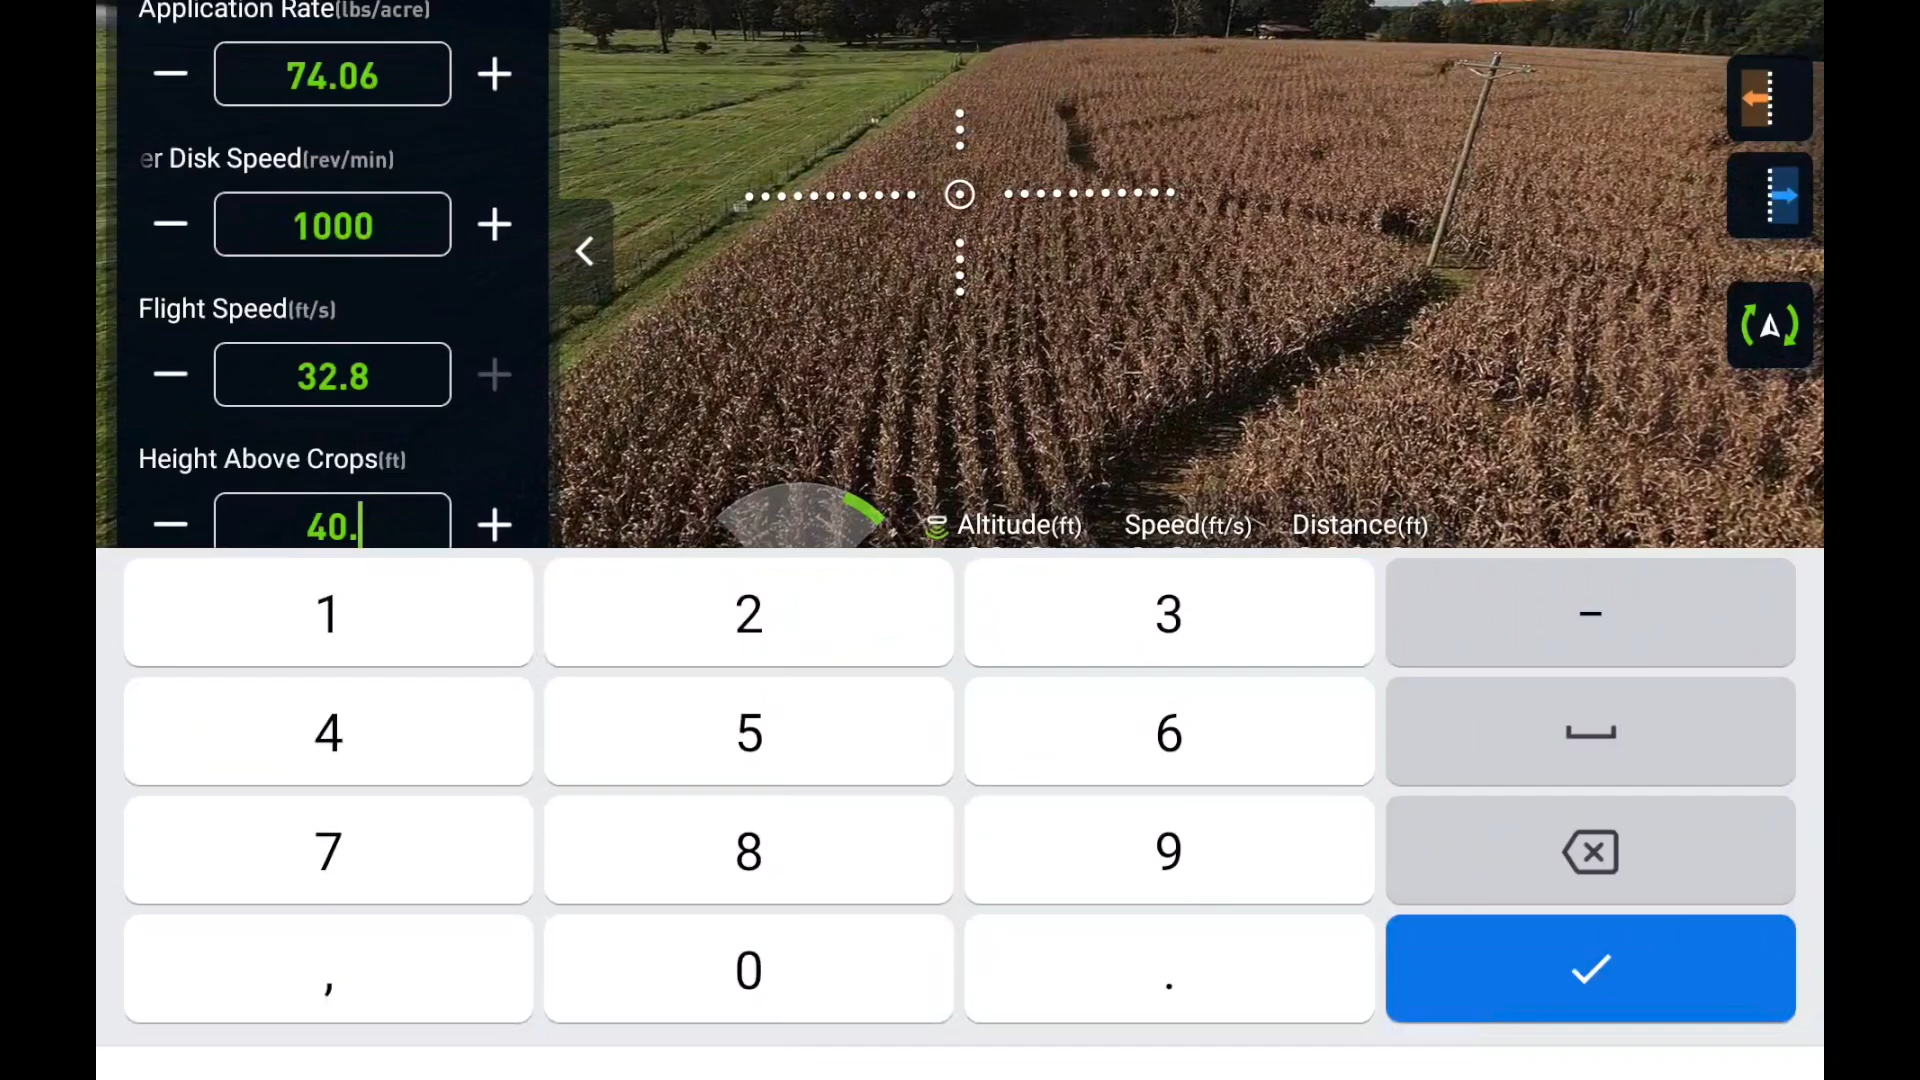 Application Rate(lbs/acre)
− 74.06 +
er Disk Speed(rev/min)
− 1000 +
Flight Speed(ft/s)
− 32.8 +
Height Above Crops(ft)
− 40. +
Altitude(ft) Speed(ft/s) Distance(ft)
1 2 3 −
4 5 6
7 8 9
, 0 .